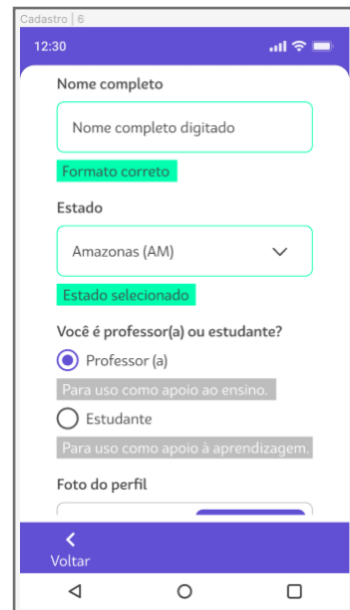 Cadastro | 6
12:30
Nome completo
Nome completo digitado
Formato correto
Estado
Amazonas (AM)
Estado selecionado
Você é professor(a) ou estudante?
Professor (a)
Para uso como apoio ao ensino.
Estudante
Para uso como apoio à aprendizagem.
Foto do perfil
Voltar